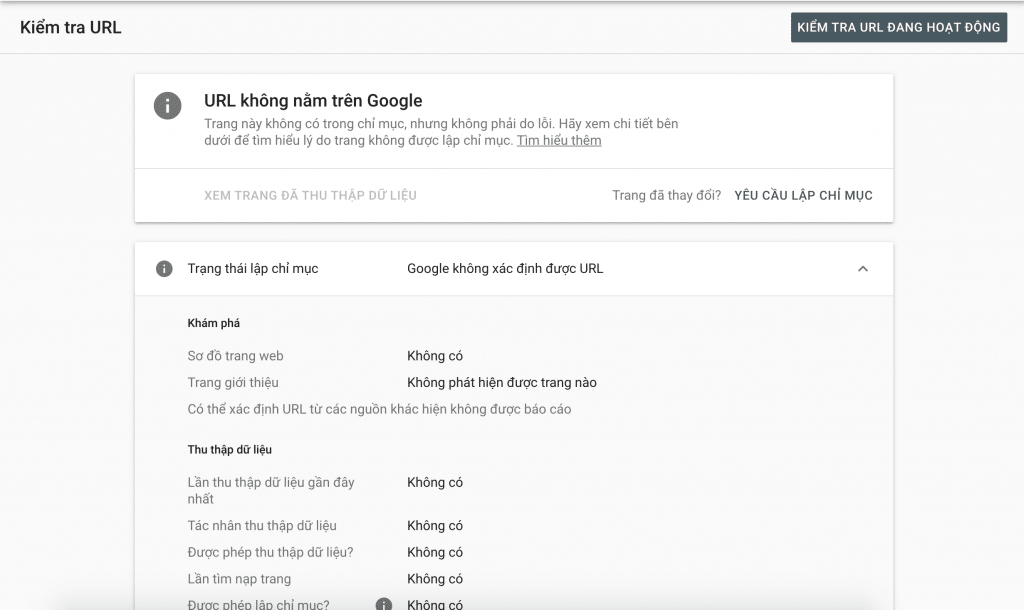 Kiểm tra URL
KIỂM TRA URL ĐANG HOẠT ĐỘNG
URL không nằm trên Google
Trang này không có trong chỉ mục, nhưng không phải do lỗi. Hãy xem chi tiết bên
dưới để tìm hiểu lý do trang không được lập chỉ mục. Tìm hiểu thêm
XEM TRANG ĐÃ THU THẬP DỮ LIỆU
Trang đã thay đổi? YÊU CẦU LẬP CHỈ MỤC
Trạng thái lập chỉ mục Google không xác định được URL
Khám phá
Sơ đồ trang web Không có
Trang giới thiệu Không phát hiện được trang nào
Có thể xác định URL từ các nguồn khác hiện không được báo cáo
Thu thập dữ liệu
Lần thu thập dữ liệu gần đây
nhất Không có
Tác nhân thu thập dữ liệu Không có
Được phép thu thập dữ liệu? Không có
Lần tìm nạp trang Không có
Được phép lập chỉ mục? Không có